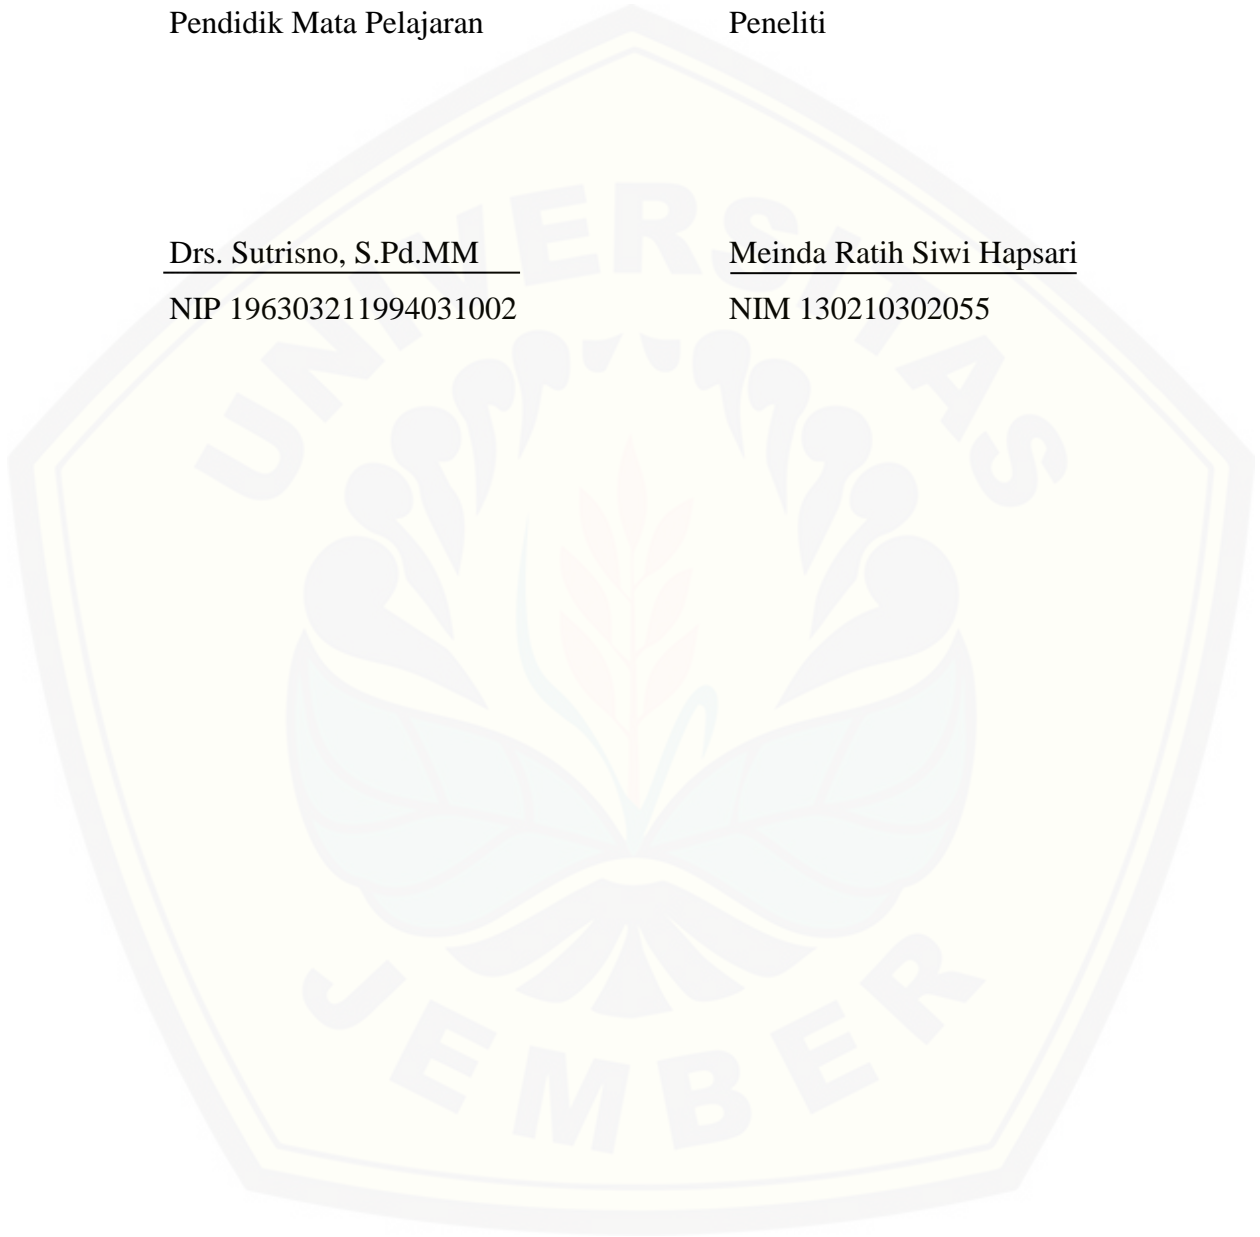 Pendidik Mata Pelajaran Peneliti
Drs. Sutrisno, S.Pd.MM Meinda Ratih Siwi Hapsari
NIP 196303211994031002 NIM 130210302055
UNIVERSITAS
JEMBER